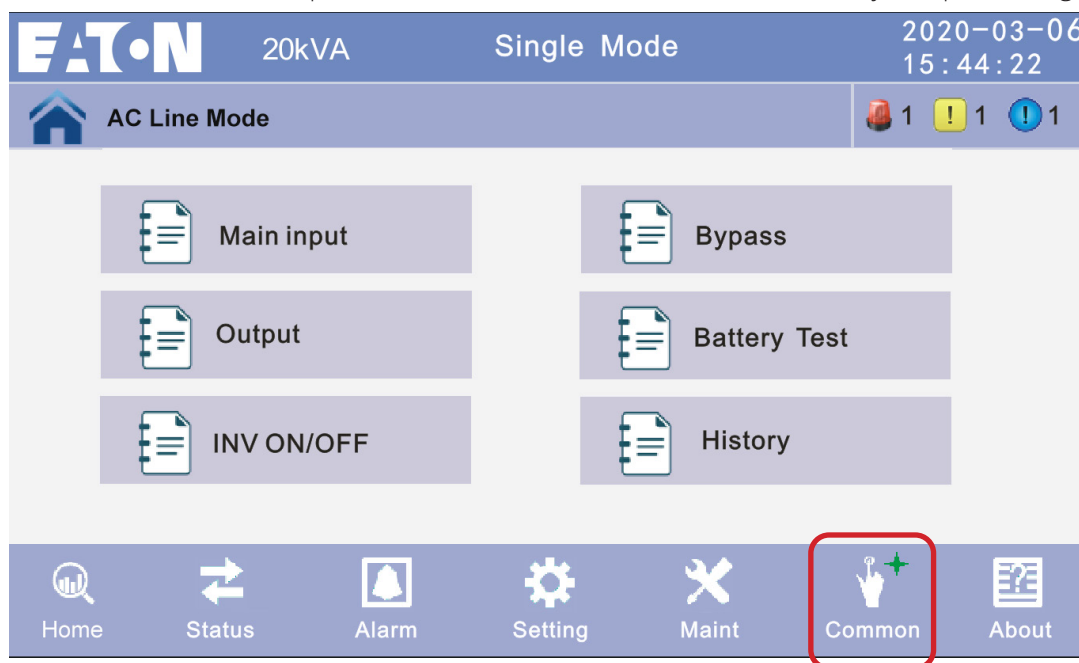 EATON 20kVA Single Mode 2020-03-06
15:44:22
AC Line Mode 1 ! 1 ! 1
Main input Bypass
Output Battery Test
INV ON/OFF History
Home Status Alarm Setting Maint Common ? About